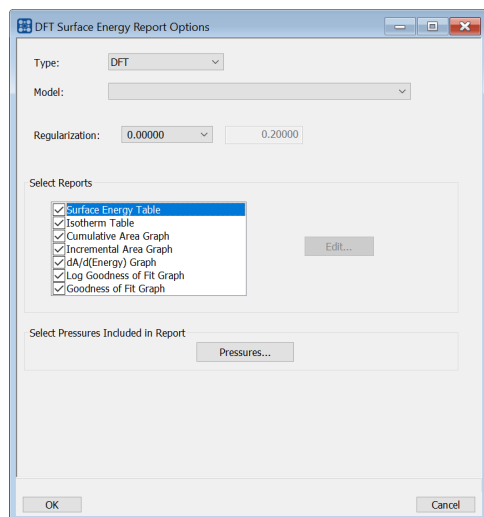 DFT Surface Energy Report Options
Type: DFT
Model:
Regularization: 0.00000 0.20000
Select Reports
Surface Energy Table
Isotherm Table
Cumulative Area Graph
Incremental Area Graph
dA/d(Energy) Graph
Log Goodness of Fit Graph
Goodness of Fit Graph
Edit...
Select Pressures Included in Report
Pressures...
OK Cancel